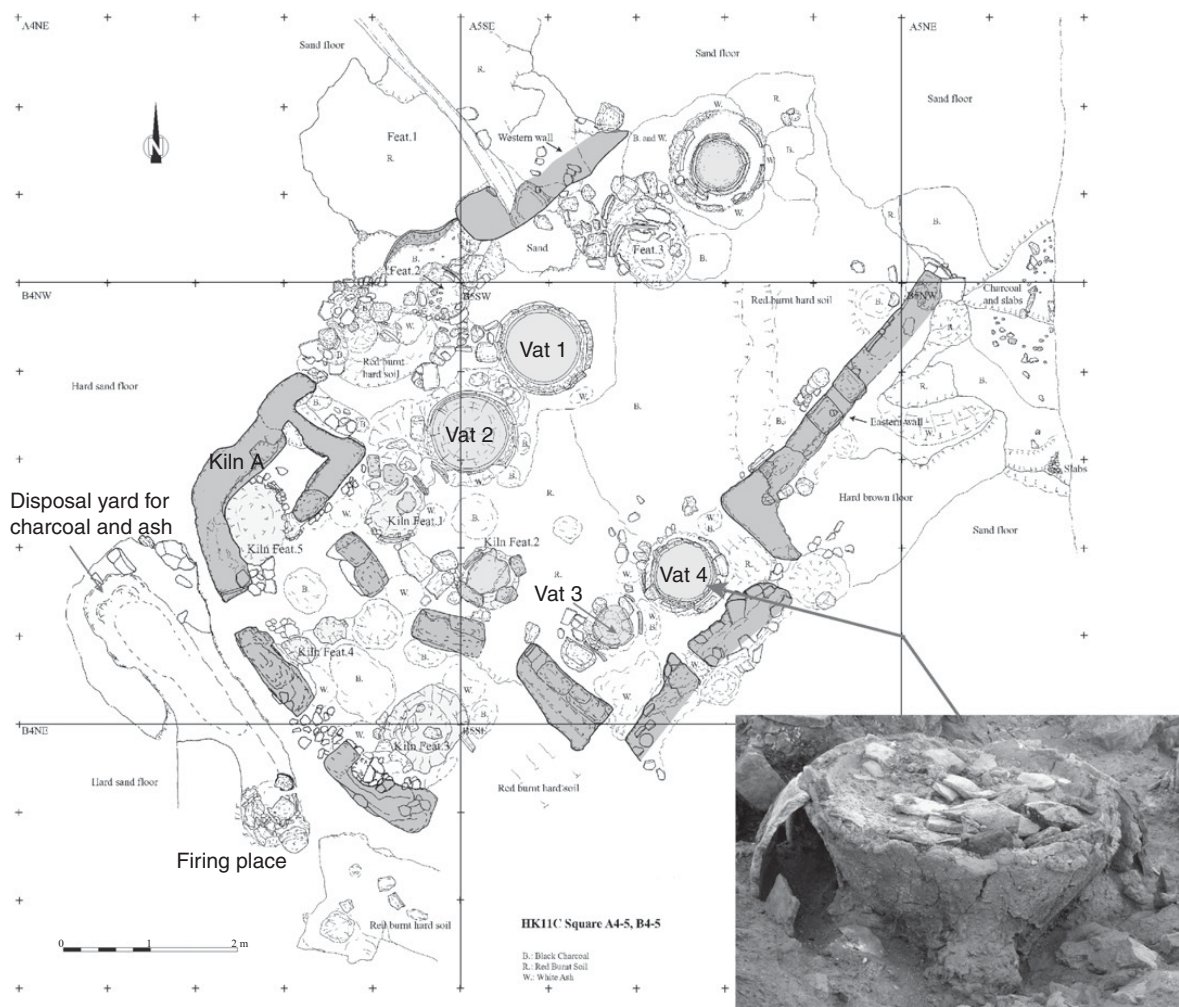 A4NE
A5SE
A5NE
Sand floor
Sand floor
Sand floor
R.
W.
R.
Feat.1
R.
Western wall
B. and W.
B.
W.
W.
N
Sand
Feat.3
B.
R.
B.
B.
Feat.2
B4NW
B5SW
B5NW
Red burnt hard soil
B.
Charcoal
and slabs
W.
Vat 1
Red burnt
hard soil
Hard sand floor
W.
B.
R.
B.
B.
Vat 2
B.
W.
B.
Eastern wall
Kiln A
W.
B.
R.
Slabs
Disposal yard for
charcoal and ash
Hard brown floor
Sand floor
W.
Kiln Feat.1
W.
B.
W.
B.
Kiln Feat.5
Kiln Feat.2
R.
W.
Vat 4
R.
B.
W.
Vat 3
W.
B.
Kiln Feat.4
B.
B.
W.
W.
W.
B4NE
B5SE
W.
B.
Kiln Feat.3
Hard sand floor
Red burnt hard soil
Firing place
Red burnt hard soil
HK11C Square A4-5, B4-5
0 1 2 m
B.: Black Charcoal
R.: Red Burnt Soil
W.: White Ash